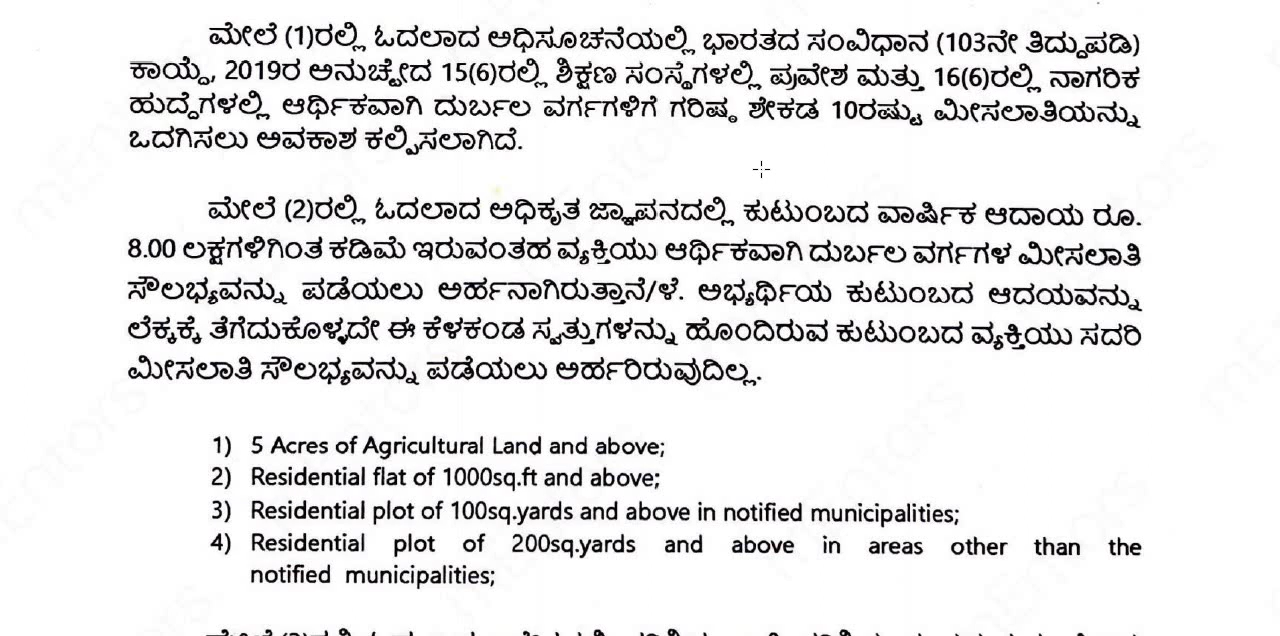 ಮೇಲೆ (1)ರಲ್ಲಿ ಓದಲಾದ ಅಧಿಸೂಚನೆಯಲ್ಲಿ ಭಾರತದ ಸಂವಿಧಾನ (103ನೇ ತಿದ್ದುಪಡಿ)
ಕಾಯ್ದೆ, 2019ರ ಅನುಚ್ಛೇದ 15(6)ರಲ್ಲಿ ಶಿಕ್ಷಣ ಸಂಸ್ಥೆಗಳಲ್ಲಿ ಪ್ರವೇಶ ಮತ್ತು 16(6)ರಲ್ಲಿ ನಾಗರಿಕ
ಹುದ್ದೆಗಳಲ್ಲಿ ಆರ್ಥಿಕವಾಗಿ ದುರ್ಬಲ ವರ್ಗಗಳಿಗೆ ಗರಿಷ್ಠ ಶೇಕಡ 10ರಷ್ಟು ಮೀಸಲಾತಿಯನ್ನು
ಒದಗಿಸಲು ಅವಕಾಶ ಕಲ್ಪಿಸಲಾಗಿದೆ.
ಮೇಲೆ (2)ರಲ್ಲಿ ಓದಲಾದ ಅಧಿಕೃತ ಜ್ಞಾಪನದಲ್ಲಿ ಕುಟುಂಬದ ವಾರ್ಷಿಕ ಆದಾಯ ರೂ.
8.00 ಲಕ್ಷಗಳಿಗಿಂತ ಕಡಿಮೆ ಇರುವಂತಹ ವ್ಯಕ್ತಿಯು ಆರ್ಥಿಕವಾಗಿ ದುರ್ಬಲ ವರ್ಗಗಳ ಮೀಸಲಾತಿ
ಸೌಲಭ್ಯವನ್ನು ಪಡೆಯಲು ಅರ್ಹನಾಗಿರುತ್ತಾನೆ/ಳೆ. ಅಭ್ಯರ್ಥಿಯ ಕುಟುಂಬದ ಆದಯವನ್ನು
ಲೆಕ್ಕಕ್ಕೆ ತೆಗೆದುಕೊಳ್ಳದೇ ಈ ಕೆಳಕಂಡ ಸ್ವತ್ತುಗಳನ್ನು ಹೊಂದಿರುವ ಕುಟುಂಬದ ವ್ಯಕ್ತಿಯು ಸದರಿ
ಮೀಸಲಾತಿ ಸೌಲಭ್ಯವನ್ನು ಪಡೆಯಲು ಅರ್ಹರಿರುವುದಿಲ್ಲ.
1) 5 Acres of Agricultural Land and above;
2) Residential flat of 1000sq.ft and above;
3) Residential plot of 100sq.yards and above in notified municipalities;
4) Residential plot of 200sq.yards and above in areas other than the
notified municipalities;